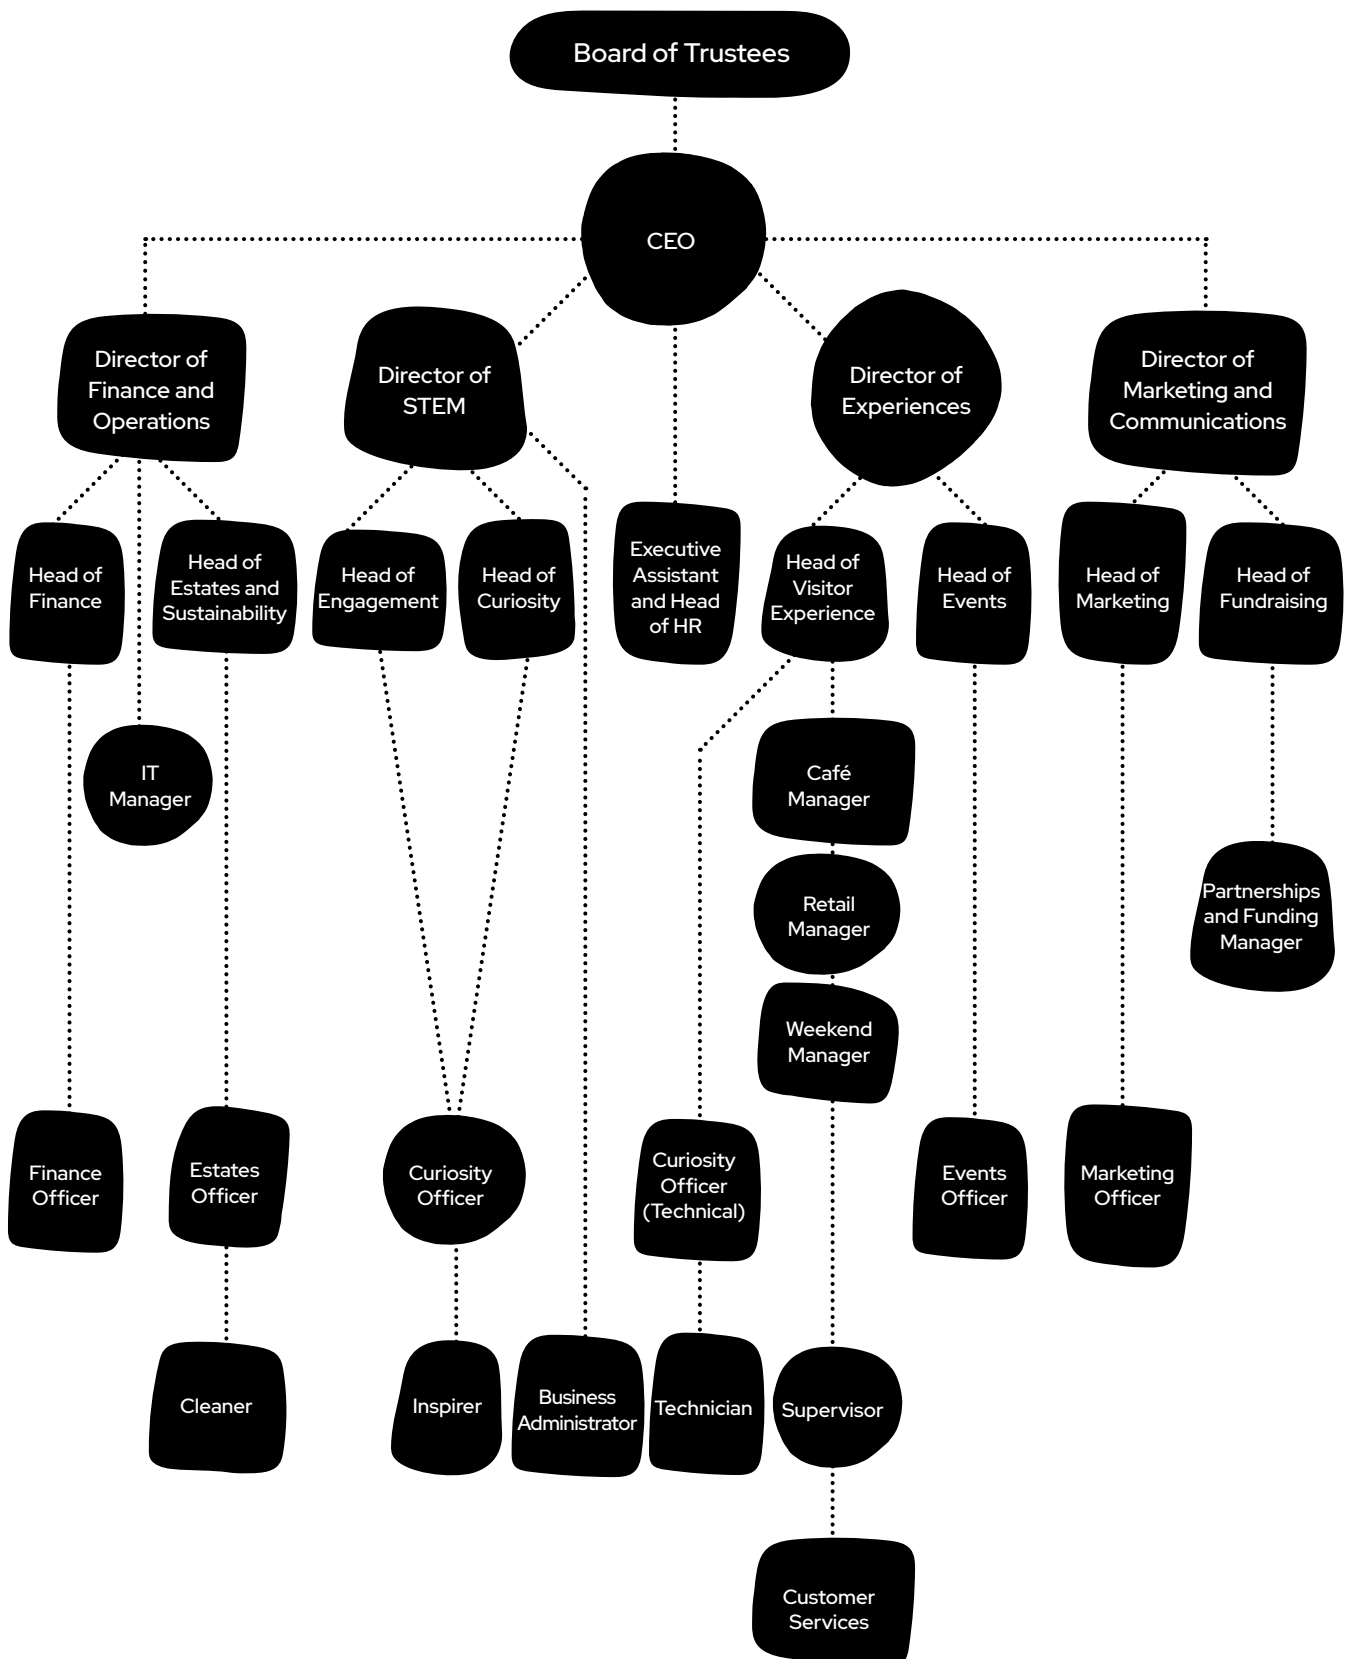 Board of Trustees
CEO
Director of
Finance and
Operations
Director of
STEM
Director of
Experiences
Director of
Marketing and
Communications
Head of
Finance
Head of
Estates and
Sustainability
Head of
Engagement
Head of
Curiosity
Executive
Assistant
and Head
of HR
Head of
Visitor
Experience
Head of
Events
Head of
Marketing
Head of
Fundraising
IT
Manager
Café
Manager
Retail
Manager
Partnerships
and Funding
Manager
Weekend
Manager
Finance
Officer
Estates
Officer
Curiosity
Officer
Curiosity
Officer
(Technical)
Events
Officer
Marketing
Officer
Cleaner
Inspirer
Business
Administrator
Technician
Supervisor
Customer
Services